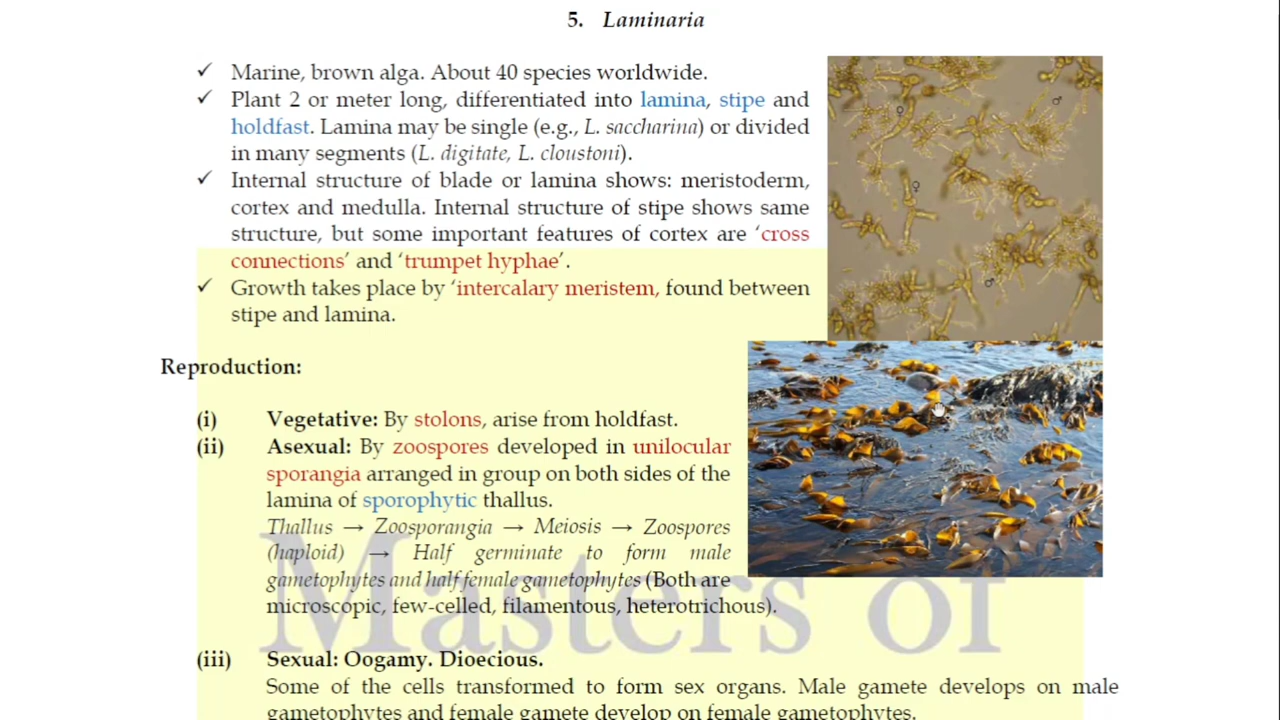 5. Laminaria
✓ Marine, brown alga. About 40 species worldwide.
✓ Plant 2 or meter long, differentiated into lamina, stipe and
holdfast. Lamina may be single (e.g., L. saccharina) or divided
in many segments (L. digitate, L. cloustoni).
✓ Internal structure of blade or lamina shows: meristoderm,
cortex and medulla. Internal structure of stipe shows same
structure, but some important features of cortex are ‘cross
connections’ and ‘trumpet hyphae’.
✓ Growth takes place by ‘intercalary meristem, found between
stipe and lamina.
Reproduction:
(i) Vegetative: By stolons, arise from holdfast.
(ii) Asexual: By zoospores developed in unilocular
sporangia arranged in group on both sides of the
lamina of sporophytic thallus.
Thallus → Zoosporangia → Meiosis → Zoospores
(haploid) → Half germinate to form male
gametophytes and half female gametophytes (Both are
microscopic, few-celled, filamentous, heterotrichous).
Masters of
(iii) Sexual: Oogamy. Dioecious.
Some of the cells transformed to form sex organs. Male gamete develops on male
gametophytes and female gamete develop on female gametophytes.